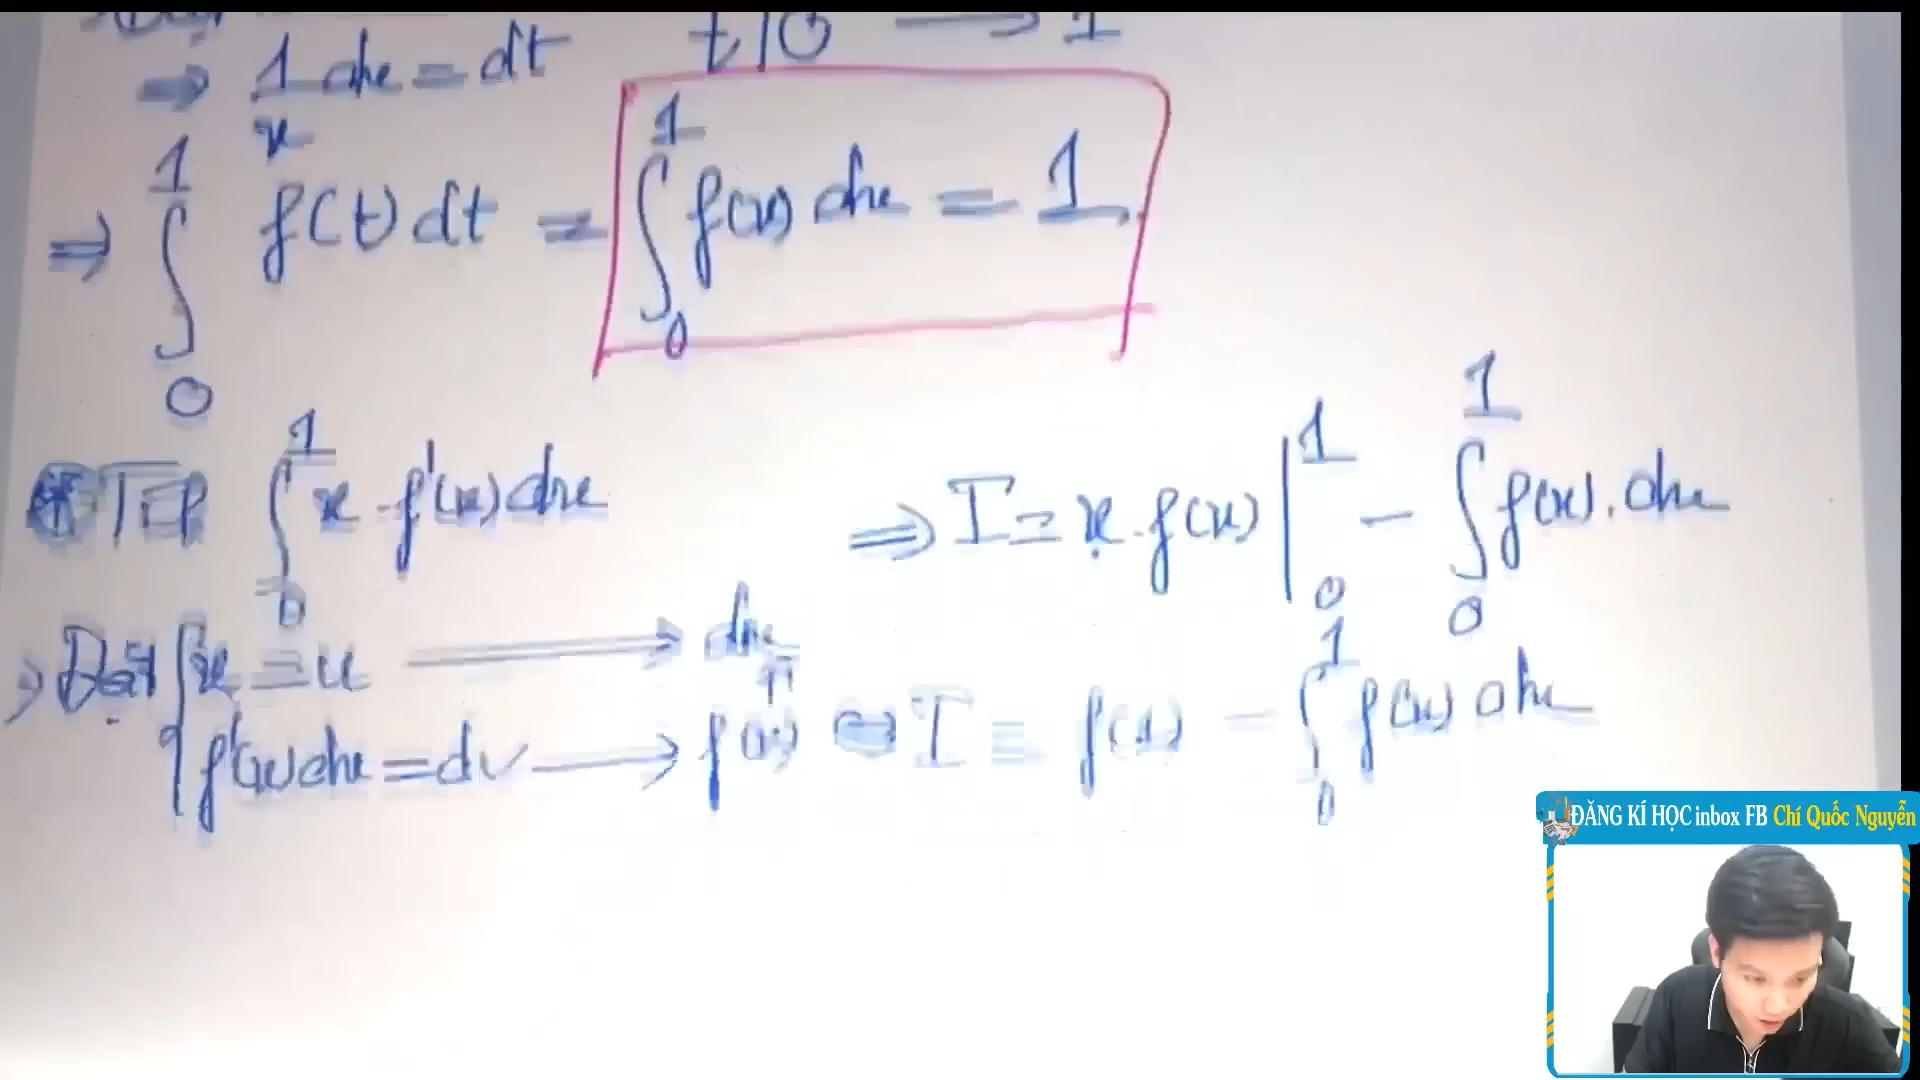 ⇒ 1/x dx = dt t | 0 ⟶ 1
⇒ ∫₀¹ f(t) dt = ∫₀¹ f(x) dx = 1
TFP ∫₀¹ x . f'(x) dx
⇒ Đặt { x = u ⟶ dx
f'(x) dx = dv ⟶ f(x)
⇒ I = x . f(x) |₀¹ − ∫₀¹ f(x) . dx
⇔ I = f(1) − ∫₀¹ f(x) dx
ĐĂNG KÍ HỌC inbox FB Chí Quốc Nguyễn